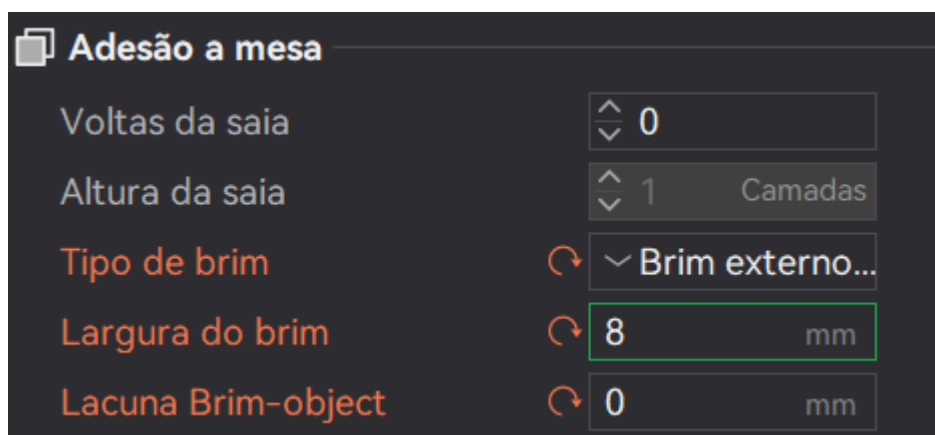 Adesão a mesa
Voltas da saia 0
Altura da saia 1 Camadas
Tipo de brim Brim externo...
Largura do brim 8 mm
Lacuna Brim-object 0 mm